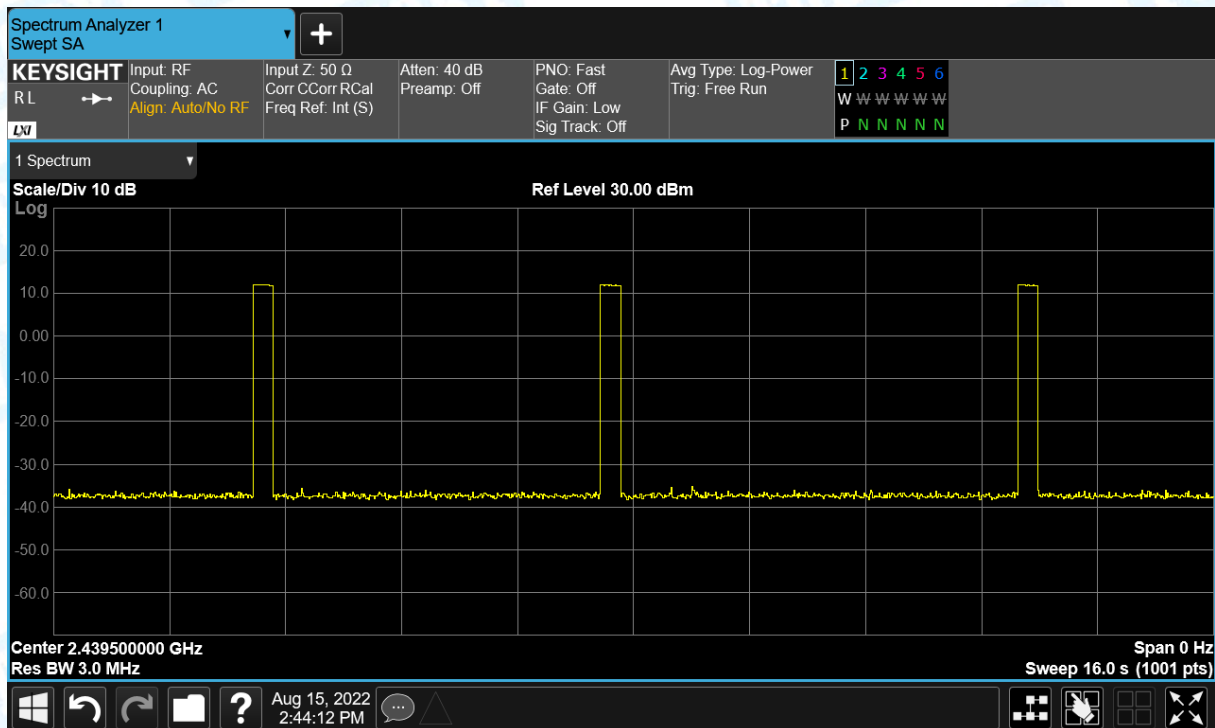 Spectrum Analyzer 1
Swept SA
KEYSIGHT
R L
LXI
Input: RF
Coupling: AC
Align: Auto/No RF
Input Z: 50 Ω
Corr CCorr RCal
Freq Ref: Int (S)
Atten: 40 dB
Preamp: Off
PNO: Fast
Gate: Off
IF Gain: Low
Sig Track: Off
Avg Type: Log-Power
Trig: Free Run
1 2 3 4 5 6
W W W W W W
P N N N N N
1 Spectrum
Scale/Div 10 dB
Ref Level 30.00 dBm
Log
20.0
10.0
0.00
-10.0
-20.0
-30.0
-40.0
-50.0
-60.0
Center 2.439500000 GHz
Span 0 Hz
Res BW 3.0 MHz
Sweep 16.0 s (1001 pts)
?
Aug 15, 2022
2:44:12 PM